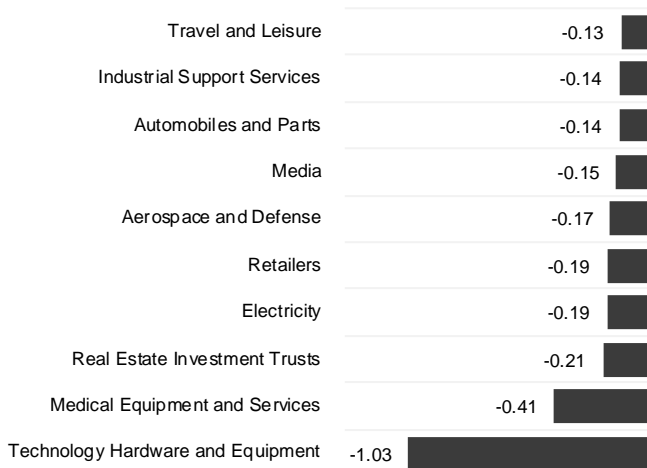 Travel and Leisure -0.13
Industrial Support Services -0.14
Automobiles and Parts -0.14
Media -0.15
Aerospace and Defense -0.17
Retailers -0.19
Electricity -0.19
Real Estate Investment Trusts -0.21
Medical Equipment and Services -0.41
Technology Hardware and Equipment -1.03